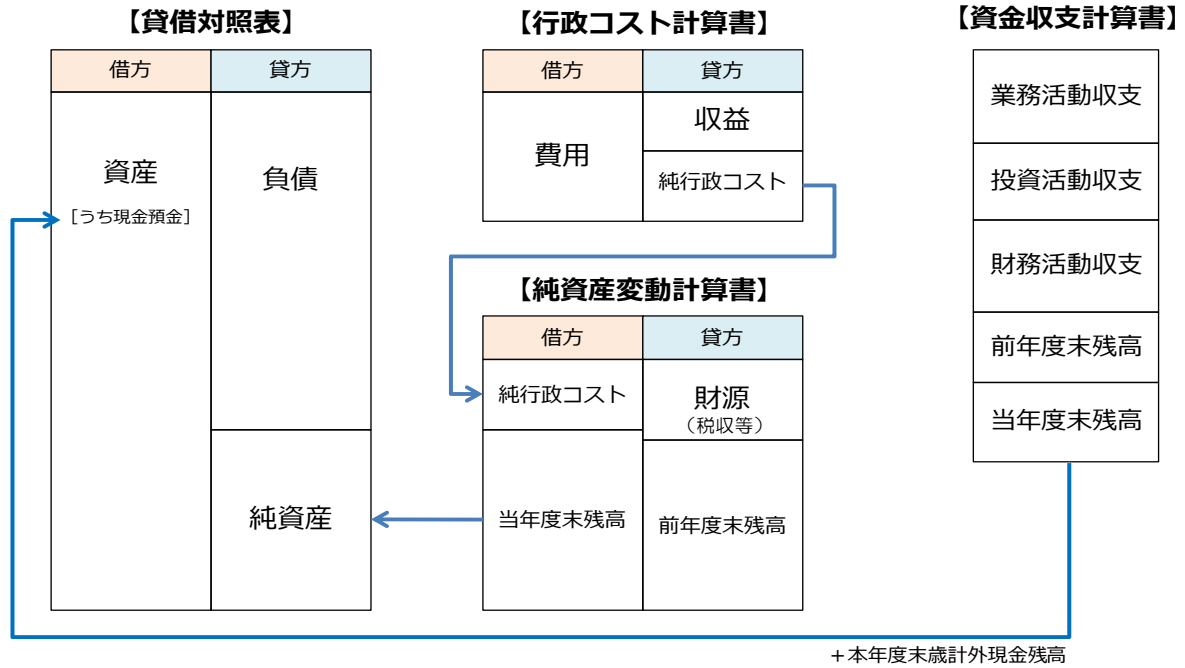 【貸借対照表】
借方
貸方
資産
[うち現金預金]
負債
純資産
【行政コスト計算書】
借方
貸方
費用
収益
純行政コスト
【純資産変動計算書】
借方
貸方
純行政コスト
財源
（税収等）
当年度末残高
前年度末残高
【資金収支計算書】
業務活動収支
投資活動収支
財務活動収支
前年度末残高
当年度末残高
＋本年度末歳計外現金残高